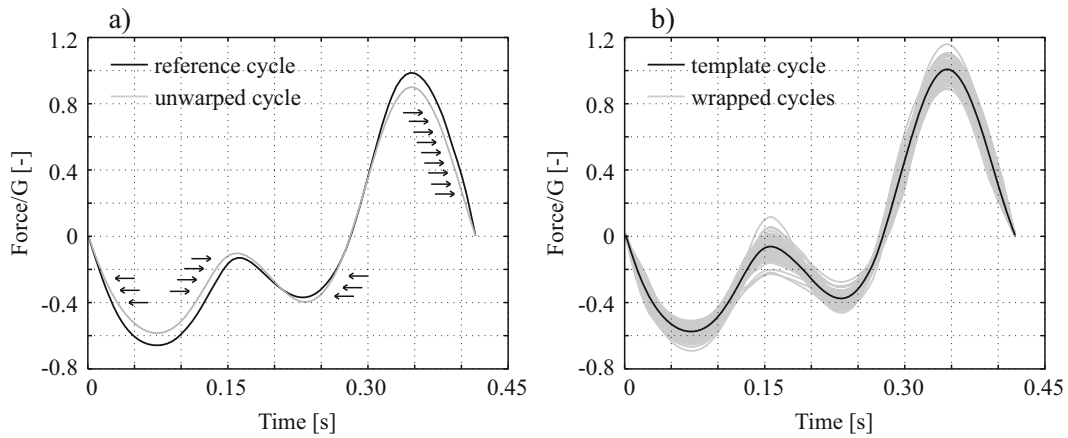 a)
reference cycle
unwarped cycle
Force/G [-]
1.2
0.8
0.4
0
-0.4
-0.8
0
0.15
0.30
0.45
Time [s]
b)
template cycle
wrapped cycles
Force/G [-]
1.2
0.8
0.4
0
-0.4
-0.8
0
0.15
0.30
0.45
Time [s]